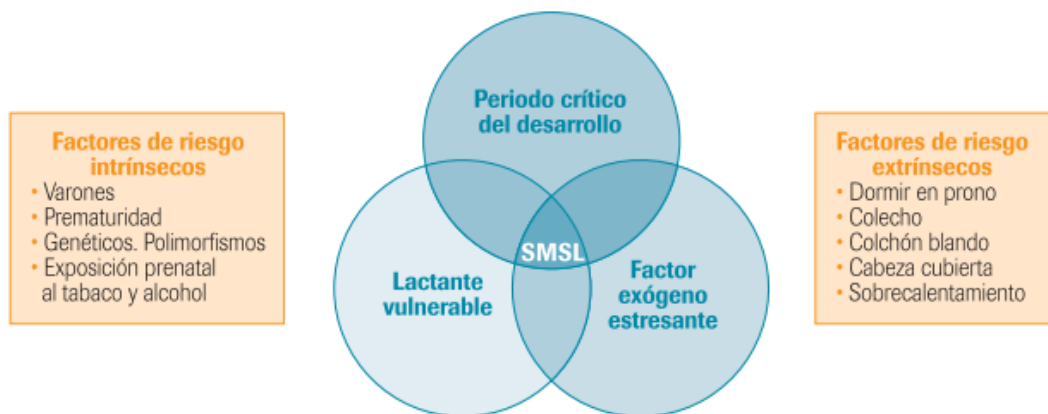 Factores de riesgo
intrínsecos
• Varones
• Prematuridad
• Genéticos. Polimorfismos
• Exposición prenatal
al tabaco y alcohol
Periodo crítico
del desarrollo
SMSL
Lactante
vulnerable
Factor
exógeno
estresante
Factores de riesgo
extrínsecos
• Dormir en prono
• Colecho
• Colchón blando
• Cabeza cubierta
• Sobrecalentamiento